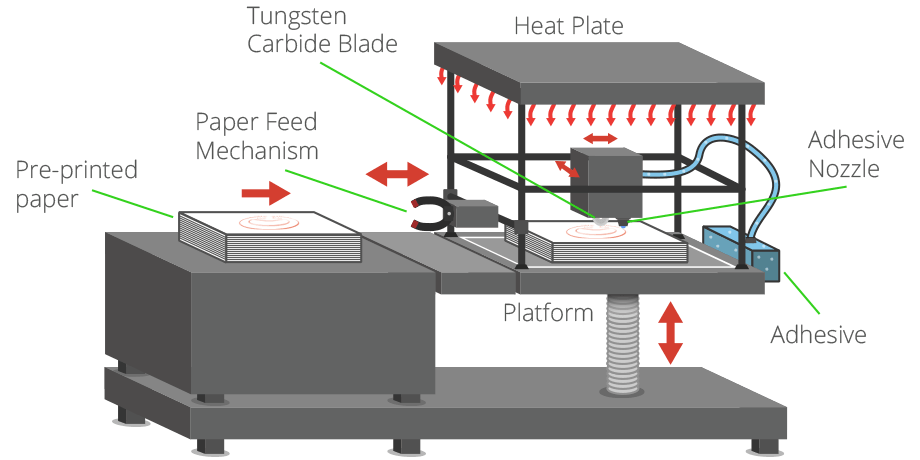 Tungsten
Carbide Blade
Heat Plate
Paper Feed
Mechanism
Adhesive
Nozzle
Pre-printed
paper
Platform
Adhesive